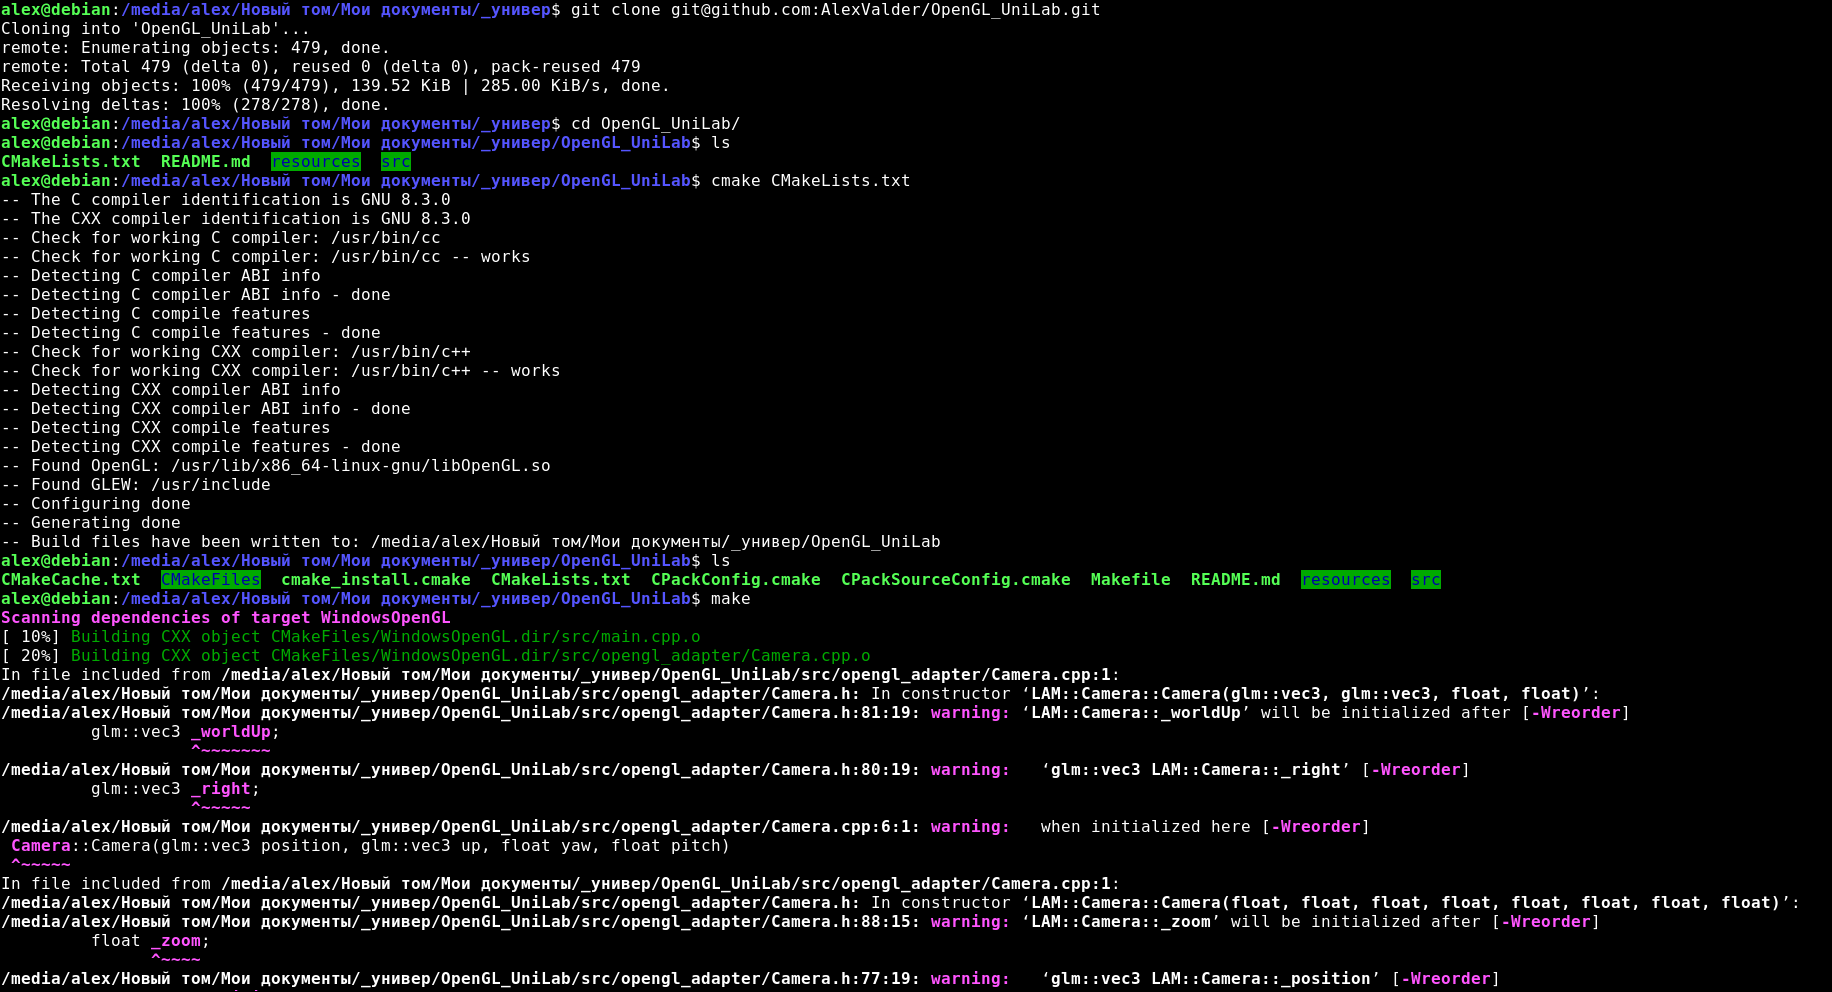 alex@debian:/media/alex/Новый том/Мои документы/_универ$ git clone git@github.com:AlexValder/OpenGL_UniLab.git
Cloning into 'OpenGL_UniLab'...
remote: Enumerating objects: 479, done.
remote: Total 479 (delta 0), reused 0 (delta 0), pack-reused 479
Receiving objects: 100% (479/479), 139.52 KiB | 285.00 KiB/s, done.
Resolving deltas: 100% (278/278), done.
alex@debian:/media/alex/Новый том/Мои документы/_универ$ cd OpenGL_UniLab/
alex@debian:/media/alex/Новый том/Мои документы/_универ/OpenGL_UniLab$ ls
CMakeLists.txt  README.md  resources  src
alex@debian:/media/alex/Новый том/Мои документы/_универ/OpenGL_UniLab$ cmake CMakeLists.txt
-- The C compiler identification is GNU 8.3.0
-- The CXX compiler identification is GNU 8.3.0
-- Check for working C compiler: /usr/bin/cc
-- Check for working C compiler: /usr/bin/cc -- works
-- Detecting C compiler ABI info
-- Detecting C compiler ABI info - done
-- Detecting C compile features
-- Detecting C compile features - done
-- Check for working CXX compiler: /usr/bin/c++
-- Check for working CXX compiler: /usr/bin/c++ -- works
-- Detecting CXX compiler ABI info
-- Detecting CXX compiler ABI info - done
-- Detecting CXX compile features
-- Detecting CXX compile features - done
-- Found OpenGL: /usr/lib/x86_64-linux-gnu/libOpenGL.so
-- Found GLEW: /usr/include
-- Configuring done
-- Generating done
-- Build files have been written to: /media/alex/Новый том/Мои документы/_универ/OpenGL_UniLab
alex@debian:/media/alex/Новый том/Мои документы/_универ/OpenGL_UniLab$ ls
CMakeCache.txt  CMakeFiles  cmake_install.cmake  CMakeLists.txt  CPackConfig.cmake  CPackSourceConfig.cmake  Makefile  README.md  resources  src
alex@debian:/media/alex/Новый том/Мои документы/_универ/OpenGL_UniLab$ make
Scanning dependencies of target WindowsOpenGL
[ 10%] Building CXX object CMakeFiles/WindowsOpenGL.dir/src/main.cpp.o
[ 20%] Building CXX object CMakeFiles/WindowsOpenGL.dir/src/opengl_adapter/Camera.cpp.o
In file included from /media/alex/Новый том/Мои документы/_универ/OpenGL_UniLab/src/opengl_adapter/Camera.cpp:1:
/media/alex/Новый том/Мои документы/_универ/OpenGL_UniLab/src/opengl_adapter/Camera.h: In constructor ‘LAM::Camera::Camera(glm::vec3, glm::vec3, float, float)’:
/media/alex/Новый том/Мои документы/_универ/OpenGL_UniLab/src/opengl_adapter/Camera.h:81:19: warning: ‘LAM::Camera::_worldUp’ will be initialized after [-Wreorder]
         glm::vec3 _worldUp;
                   ^~~~~~~~
/media/alex/Новый том/Мои документы/_универ/OpenGL_UniLab/src/opengl_adapter/Camera.h:80:19: warning:   ‘glm::vec3 LAM::Camera::_right’ [-Wreorder]
         glm::vec3 _right;
                   ^~~~~~
/media/alex/Новый том/Мои документы/_универ/OpenGL_UniLab/src/opengl_adapter/Camera.cpp:6:1: warning:   when initialized here [-Wreorder]
 Camera::Camera(glm::vec3 position, glm::vec3 up, float yaw, float pitch)
 ^~~~~~
In file included from /media/alex/Новый том/Мои документы/_универ/OpenGL_UniLab/src/opengl_adapter/Camera.cpp:1:
/media/alex/Новый том/Мои документы/_универ/OpenGL_UniLab/src/opengl_adapter/Camera.h: In constructor ‘LAM::Camera::Camera(float, float, float, float, float, float, float, float)’:
/media/alex/Новый том/Мои документы/_универ/OpenGL_UniLab/src/opengl_adapter/Camera.h:88:15: warning: ‘LAM::Camera::_zoom’ will be initialized after [-Wreorder]
         float _zoom;
               ^~~~~
/media/alex/Новый том/Мои документы/_универ/OpenGL_UniLab/src/opengl_adapter/Camera.h:77:19: warning:   ‘glm::vec3 LAM::Camera::_position’ [-Wreorder]